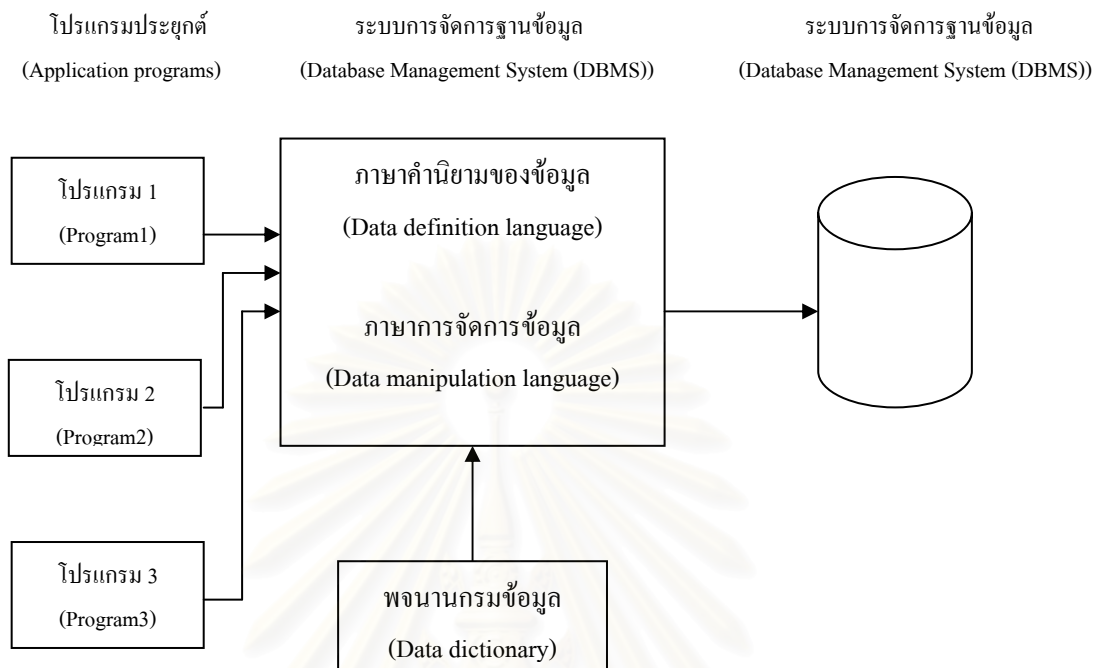 โปรแกรมประยุกต์
(Application programs)
ระบบการจัดการฐานข้อมูล
(Database Management System (DBMS))
ระบบการจัดการฐานข้อมูล
(Database Management System (DBMS))
โปรแกรม 1
(Program1)
โปรแกรม 2
(Program2)
โปรแกรม 3
(Program3)
ภาษาคำนิยามของข้อมูล
(Data definition language)
ภาษาการจัดการข้อมูล
(Data manipulation language)
พจนานกรมข้อมูล
(Data dictionary)